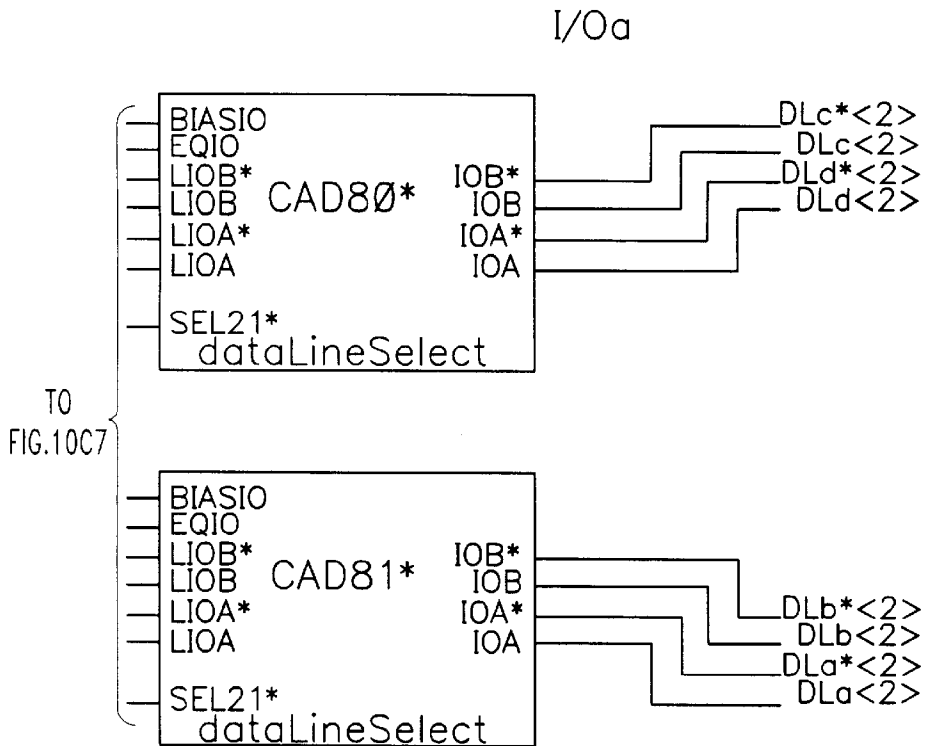 I/Oa
BIASIO
EQIO
LIOB*
LIOB
LIOA*
LIOA
SEL21*
CAD80*
dataLineSelect
IOB*
IOB
IOA*
IOA
DLc*<2>
DLc<2>
DLd*<2>
DLd<2>
TO
FIG.10C7
BIASIO
EQIO
LIOB*
LIOB
LIOA*
LIOA
SEL21*
CAD81*
dataLineSelect
IOB*
IOB
IOA*
IOA
DLb*<2>
DLb<2>
DLa*<2>
DLa<2>